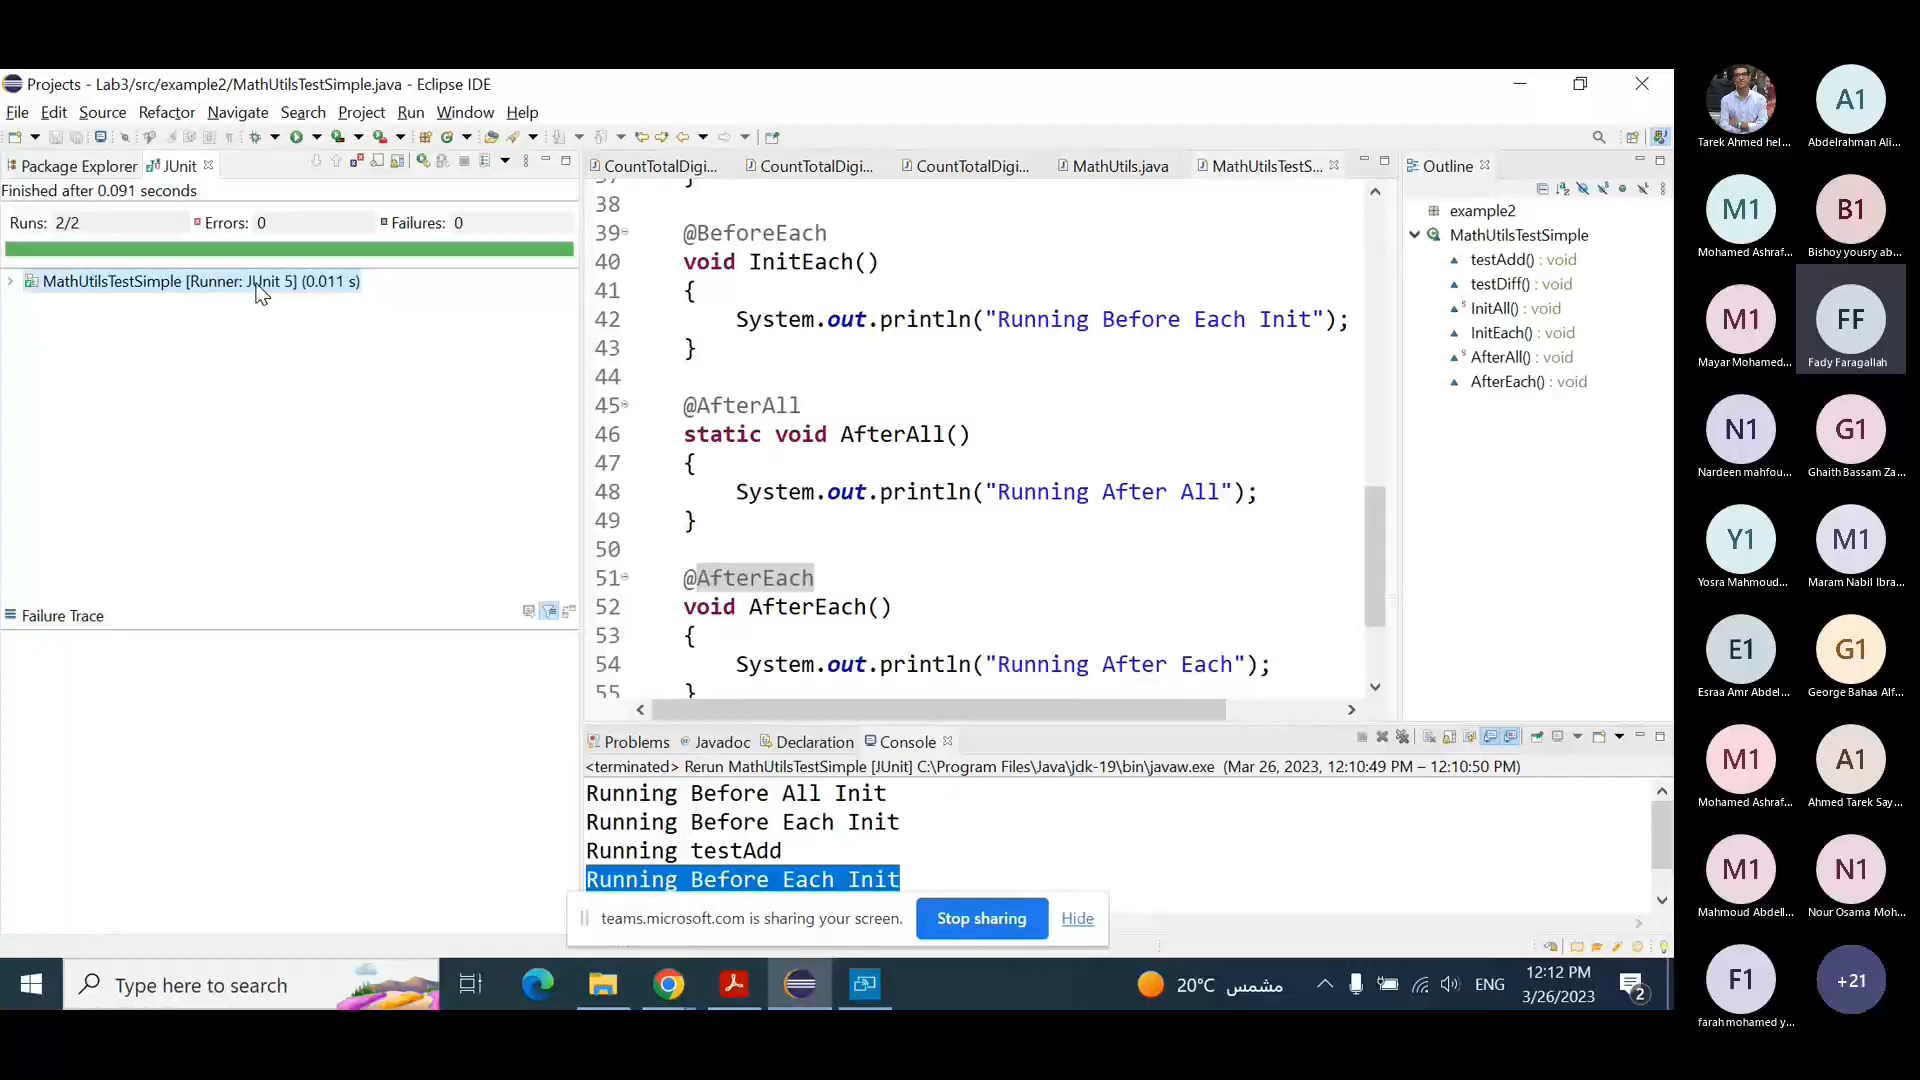 Projects - Lab3/src/example2/MathUtilsTestSimple.java - Eclipse IDE
File Edit Source Refactor Navigate Search Project Run Window Help
Package Explorer JUnit
Finished after 0.091 seconds
Runs: 2/2 Errors: 0 Failures: 0
MathUtilsTestSimple [Runner: JUnit 5] (0.011 s)
Failure Trace
CountTotalDigi... CountTotalDigi... CountTotalDigi... MathUtils.java MathUtilsTestS...
38
39 @BeforeEach
40 void InitEach()
41 {
42 System.out.println("Running Before Each Init");
43 }
44
45 @AfterAll
46 static void AfterAll()
47 {
48 System.out.println("Running After All");
49 }
50
51 @AfterEach
52 void AfterEach()
53 {
54 System.out.println("Running After Each");
55 }
Outline
example2
MathUtilsTestSimple
testAdd() : void
testDiff() : void
InitAll() : void
InitEach() : void
AfterAll() : void
AfterEach() : void
Problems Javadoc Declaration Console
<terminated> Rerun MathUtilsTestSimple [JUnit] C:\Program Files\Java\jdk-19\bin\javaw.exe (Mar 26, 2023, 12:10:49 PM – 12:10:50 PM)
Running Before All Init
Running Before Each Init
Running testAdd
Running Before Each Init
teams.microsoft.com is sharing your screen. Stop sharing Hide
Type here to search
20°C مشمس
ENG
12:12 PM
3/26/2023
2
A1
Tarek Ahmed hel... Abdelrahman Ali...
M1 B1
Mohamed Ashraf... Bishoy yousry ab...
M1 FF
Mayar Mohamed... Fady Faragallah
N1 G1
Nardeen mahfou... Ghaith Bassam Za...
Y1 M1
Yosra Mahmoud... Maram Nabil Ibra...
E1 G1
Esraa Amr Abdel... George Bahaa Alf...
M1 A1
Mohamed Ashraf... Ahmed Tarek Say...
M1 N1
Mahmoud Abdell... Nour Osama Moh...
F1 +21
farah mohamed y...